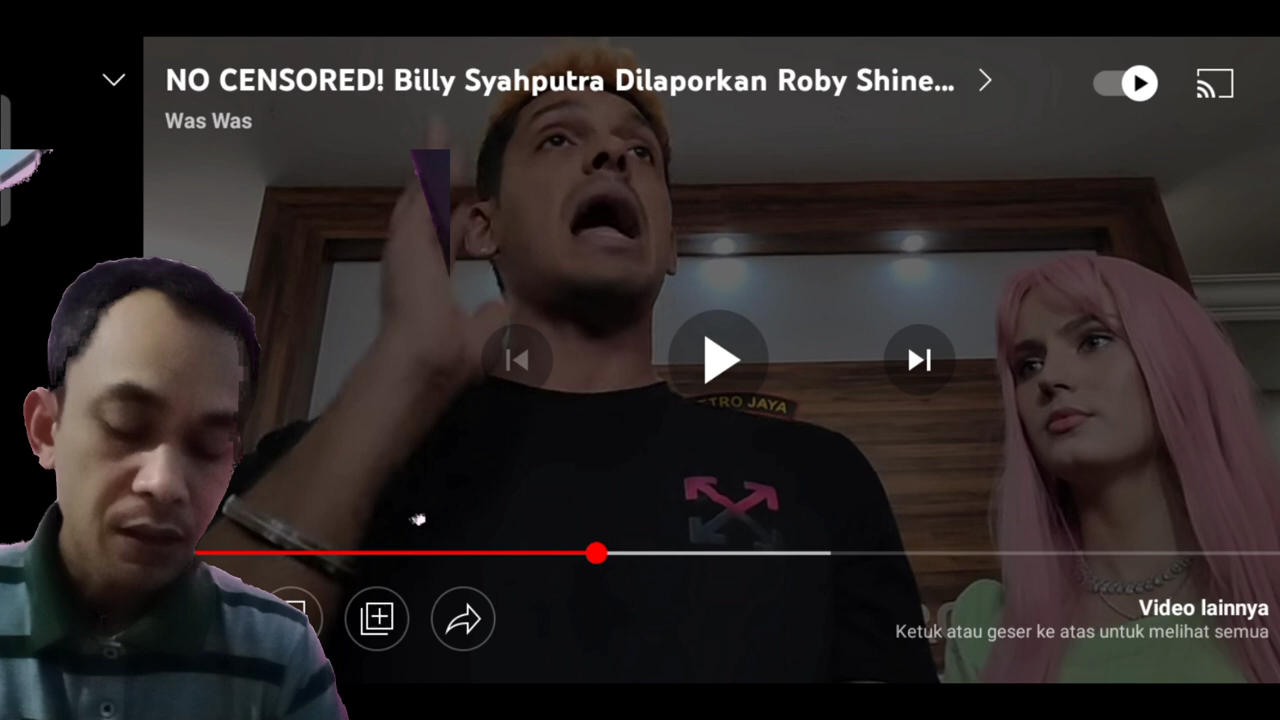 NO CENSORED! Billy Syahputra Dilaporkan Roby Shine...
Was Was
TRO JAYA
Video lainnya
Ketuk atau geser ke atas untuk melihat semua